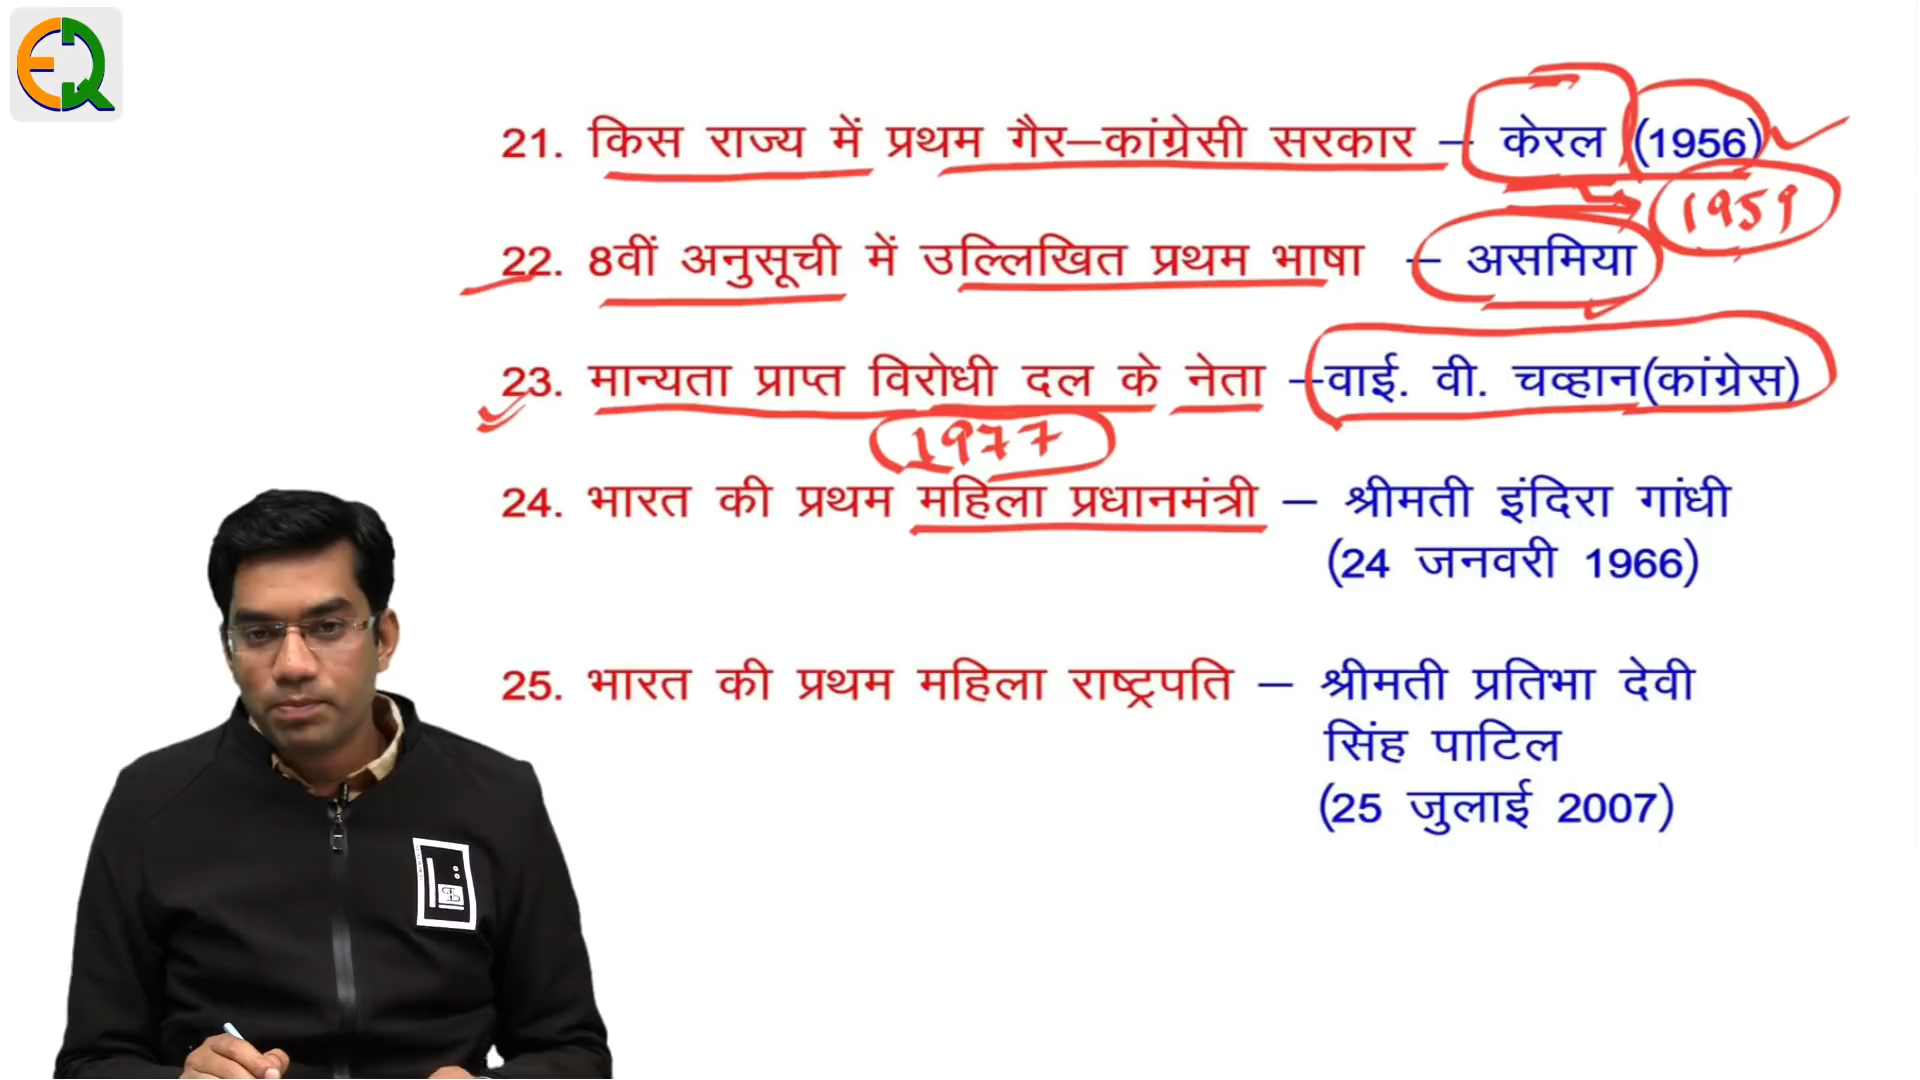 EQ
21. किस राज्य में प्रथम गैर–कांग्रेसी सरकार – केरल (1956)
1959
22. 8वीं अनुसूची में उल्लिखित प्रथम भाषा – असमिया
23. मान्यता प्राप्त विरोधी दल के नेता –वाई. वी. चव्हान(कांग्रेस)
1977
24. भारत की प्रथम महिला प्रधानमंत्री – श्रीमती इंदिरा गांधी
(24 जनवरी 1966)
25. भारत की प्रथम महिला राष्ट्रपति – श्रीमती प्रतिभा देवी
सिंह पाटिल
(25 जुलाई 2007)